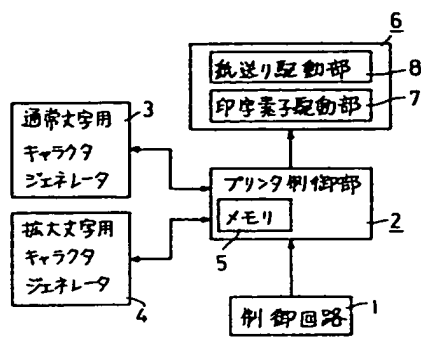 6
紙送り駆動部
8
印字素子駆動部
7
通常文字用
キャラクタ
ジェネレータ
3
プリンタ制御部
メモリ
5
2
拡大文字用
キャラクタ
ジェネレータ
4
制御回路
1